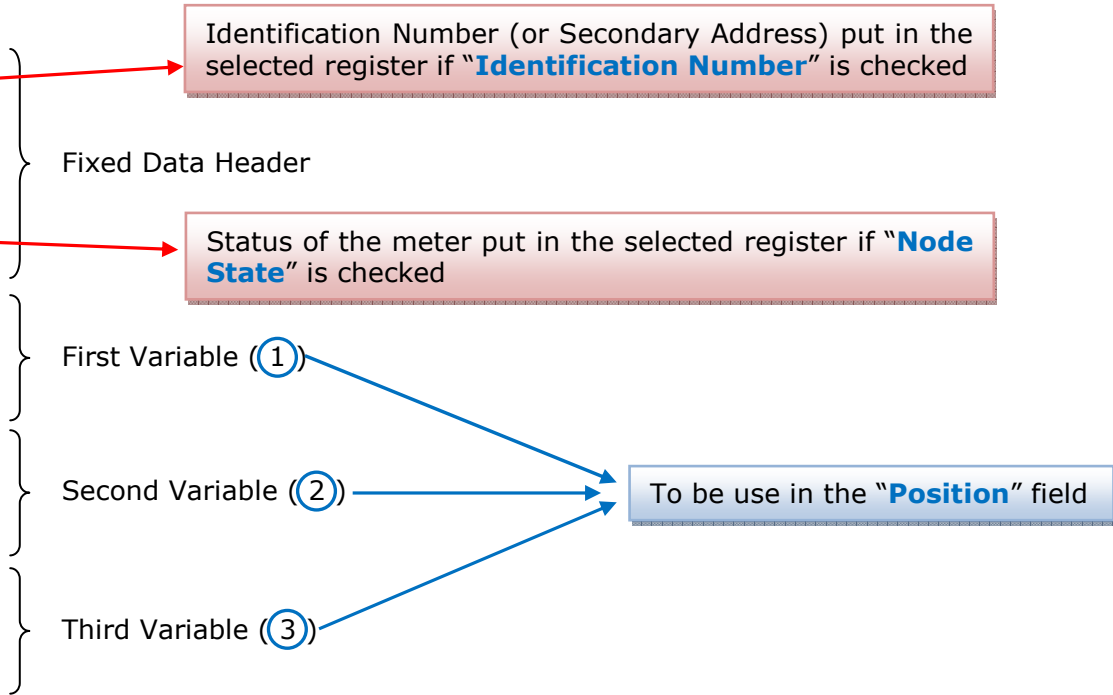 Identification Number (or Secondary Address) put in the
selected register if “Identification Number” is checked
Fixed Data Header
Status of the meter put in the selected register if “Node
State” is checked
First Variable (1)
Second Variable (2)
To be use in the “Position” field
Third Variable (3)